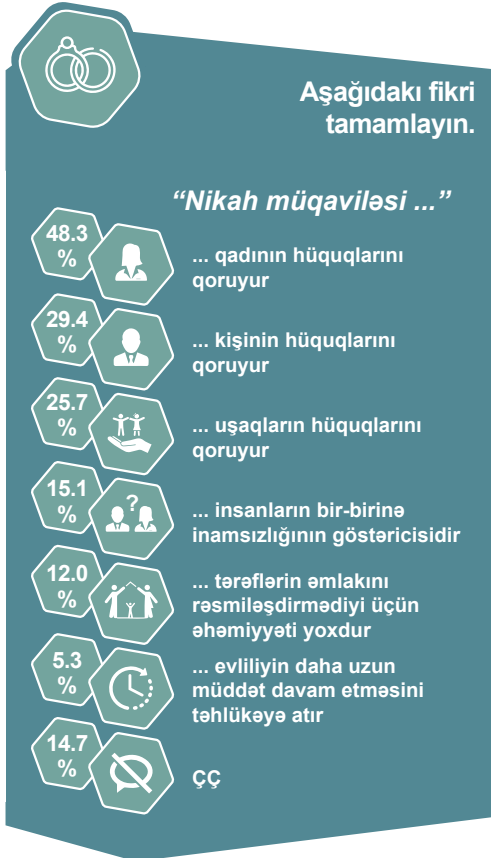 Aşağıdakı fikri
tamamlayın.
“Nikah müqaviləsi ...”
48.3
%
... qadının hüquqlarını
qoruyur
29.4
%
... kişinin hüquqlarını
qoruyur
25.7
%
... uşaqların hüquqlarını
qoruyur
15.1
%
?
... insanların bir-birinə
inamsızlığının göstəricisidir
12.0
%
... tərəflərin əmlakını
rəsmiləşdirmədiyi üçün
əhəmiyyəti yoxdur
5.3
%
... evliliyin daha uzun
müddət davam etməsini
təhlükəyə atır
14.7
%
ÇÇ